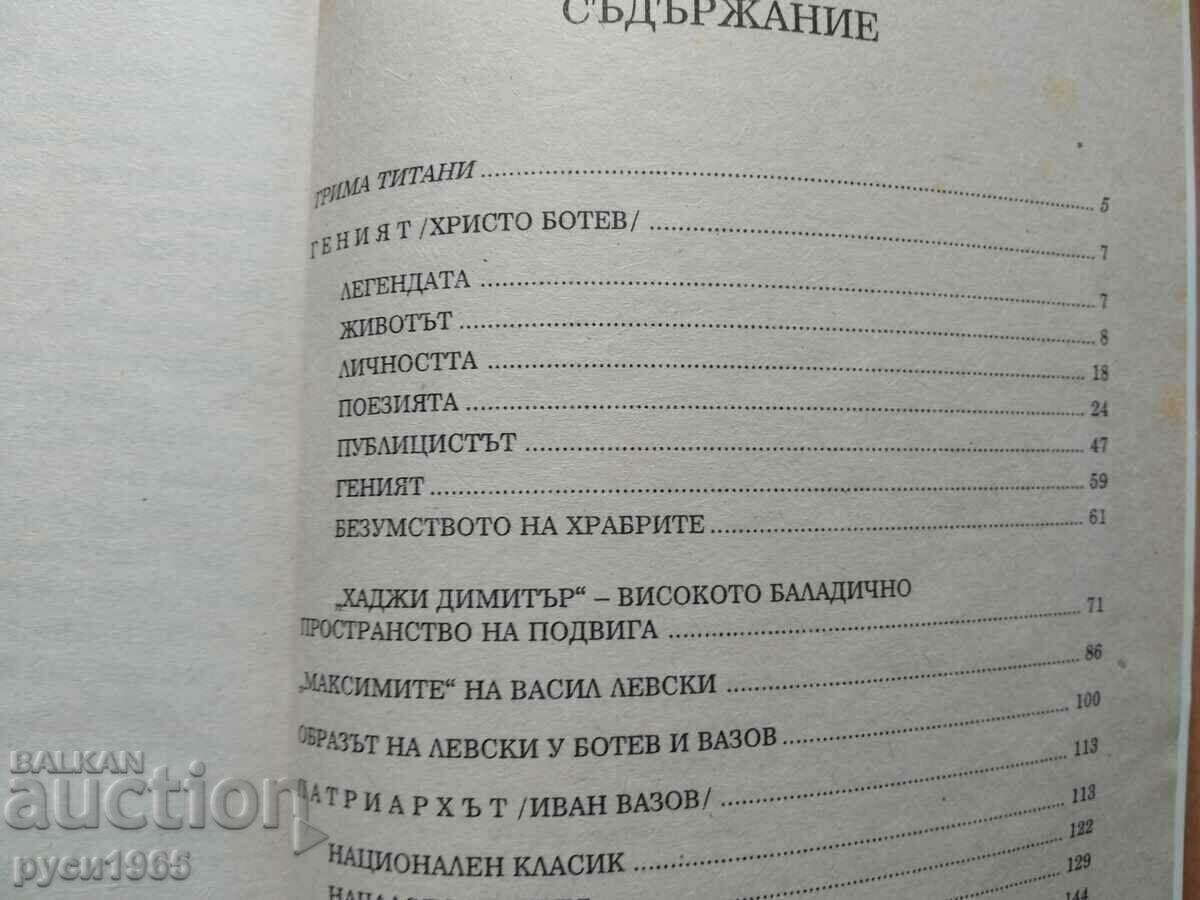 СЪДЪРЖАНИЕ
ТРИМА ТИТАНИ ........ 5
ГЕНИЯТ /ХРИСТО БОТЕВ/ ........ 7
ЛЕГЕНДАТА ........ 7
ЖИВОТЪТ ........ 8
ЛИЧНОСТТА ........ 18
ПОЕЗИЯТА ........ 24
ПУБЛИЦИСТЪТ ........ 47
ГЕНИЯТ ........ 59
БЕЗУМСТВОТО НА ХРАБРИТЕ ........ 61
„ХАДЖИ ДИМИТЪР“ – ВИСОКОТО БАЛАДИЧНО
ПРОСТРАНСТВО НА ПОДВИГА ........ 71
„МАКСИМИТЕ“ НА ВАСИЛ ЛЕВСКИ ........ 86
ОБРАЗЪТ НА ЛЕВСКИ У БОТЕВ И ВАЗОВ ........ 100
ПАТРИАРХЪТ /ИВАН ВАЗОВ/ ........ 113
НАЦИОНАЛЕН КЛАСИК ........ 113
122
129
144
BALKAN
auction
руси1965